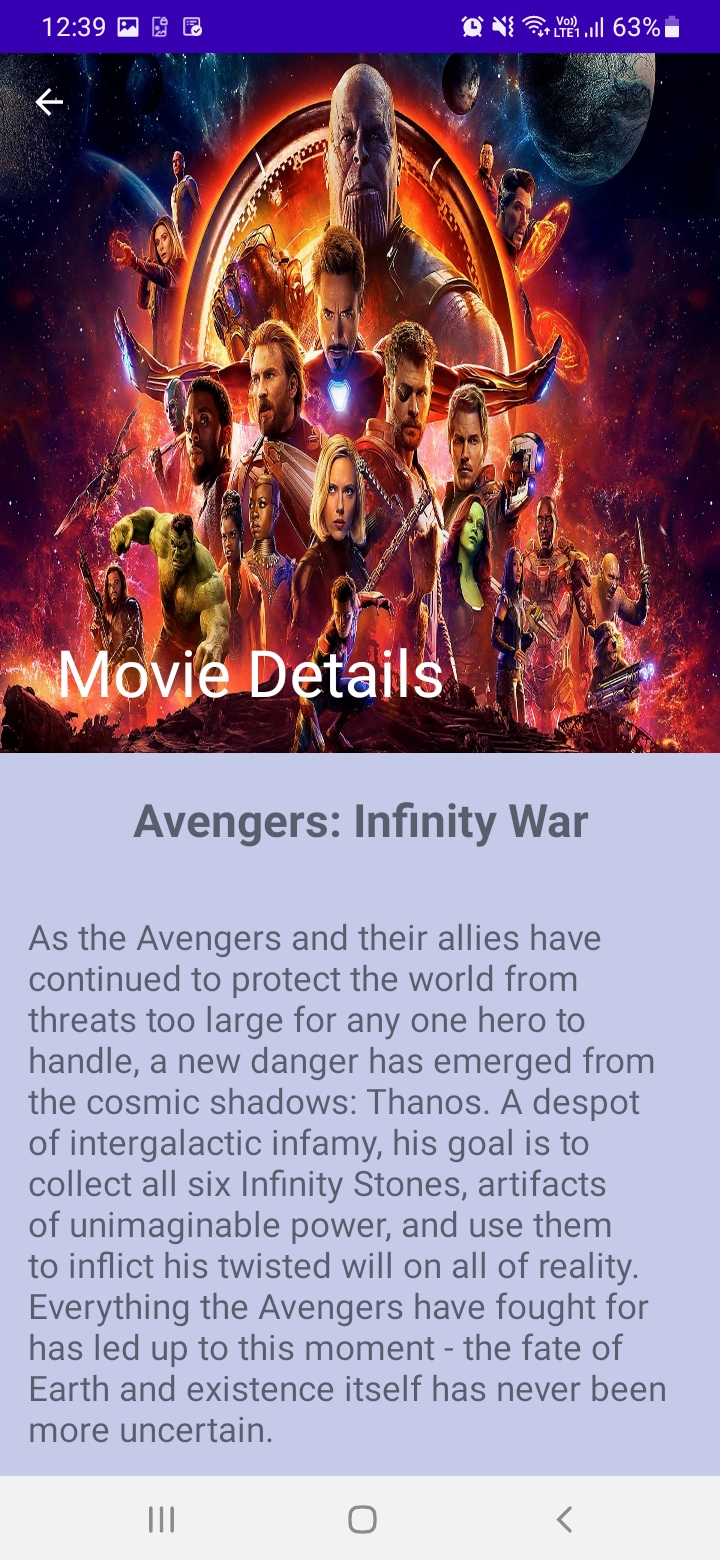 12:39 Vo)) LTE1 63%
Movie Details
Avengers: Infinity War
As the Avengers and their allies have
continued to protect the world from
threats too large for any one hero to
handle, a new danger has emerged from
the cosmic shadows: Thanos. A despot
of intergalactic infamy, his goal is to
collect all six Infinity Stones, artifacts
of unimaginable power, and use them
to inflict his twisted will on all of reality.
Everything the Avengers have fought for
has led up to this moment - the fate of
Earth and existence itself has never been
more uncertain.